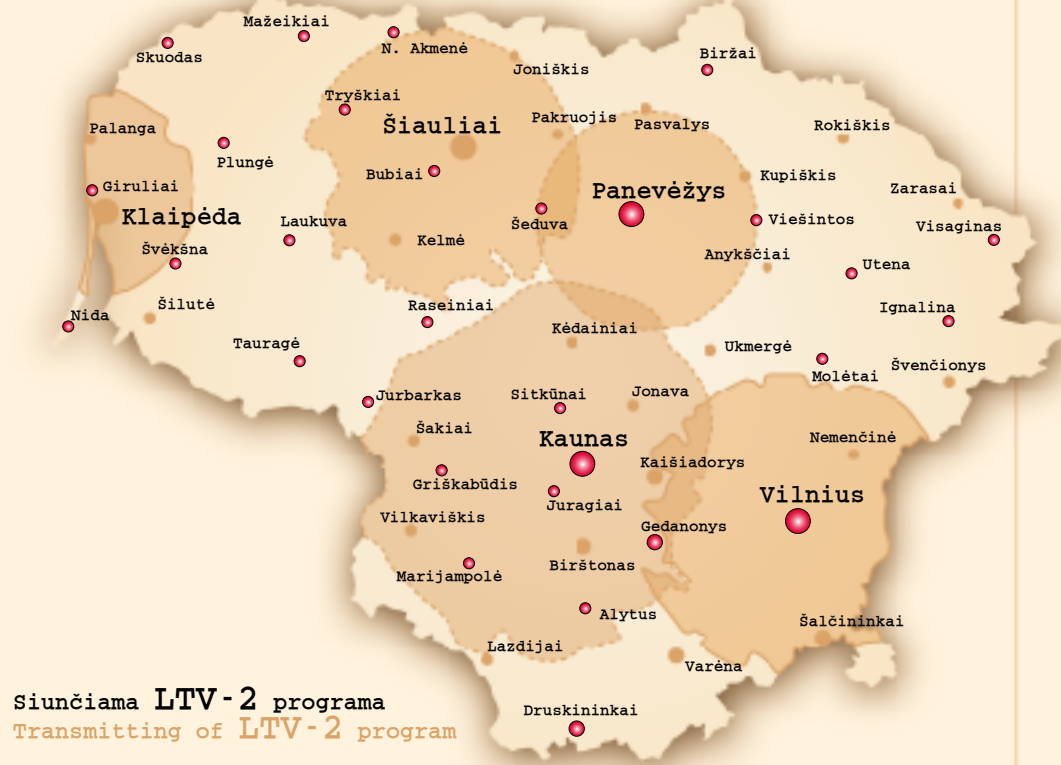 Mažeikiai
N. Akmenė
Skuodas
Biržai
Joniškis
Tryškiai
Šiauliai
Pakruojis
Pasvalys
Rokiškis
Palanga
Plungė
Bubiai
Kupiškis
Giruliai
Panevėžys
Zarasai
Klaipėda
Laukuva
Šeduva
Viešintos
Visaginas
Švėkšna
Kelmė
Anykščiai
Utena
Šilutė
Raseiniai
Ignalina
Nida
Kėdainiai
Tauragė
Ukmergė
Molėtai
Švenčionys
Jurbarkas
Sitkūnai
Jonava
Šakiai
Kaunas
Nemenčinė
Kaišiadorys
Griškabūdis
Vilnius
Juragiai
Vilkaviškis
Gedanonys
Birštonas
Marijampolė
Alytus
Šalčininkai
Lazdijai
Varėna
Druskininkai
Siunčiama LTV-2 programa
Transmitting of LTV-2 program